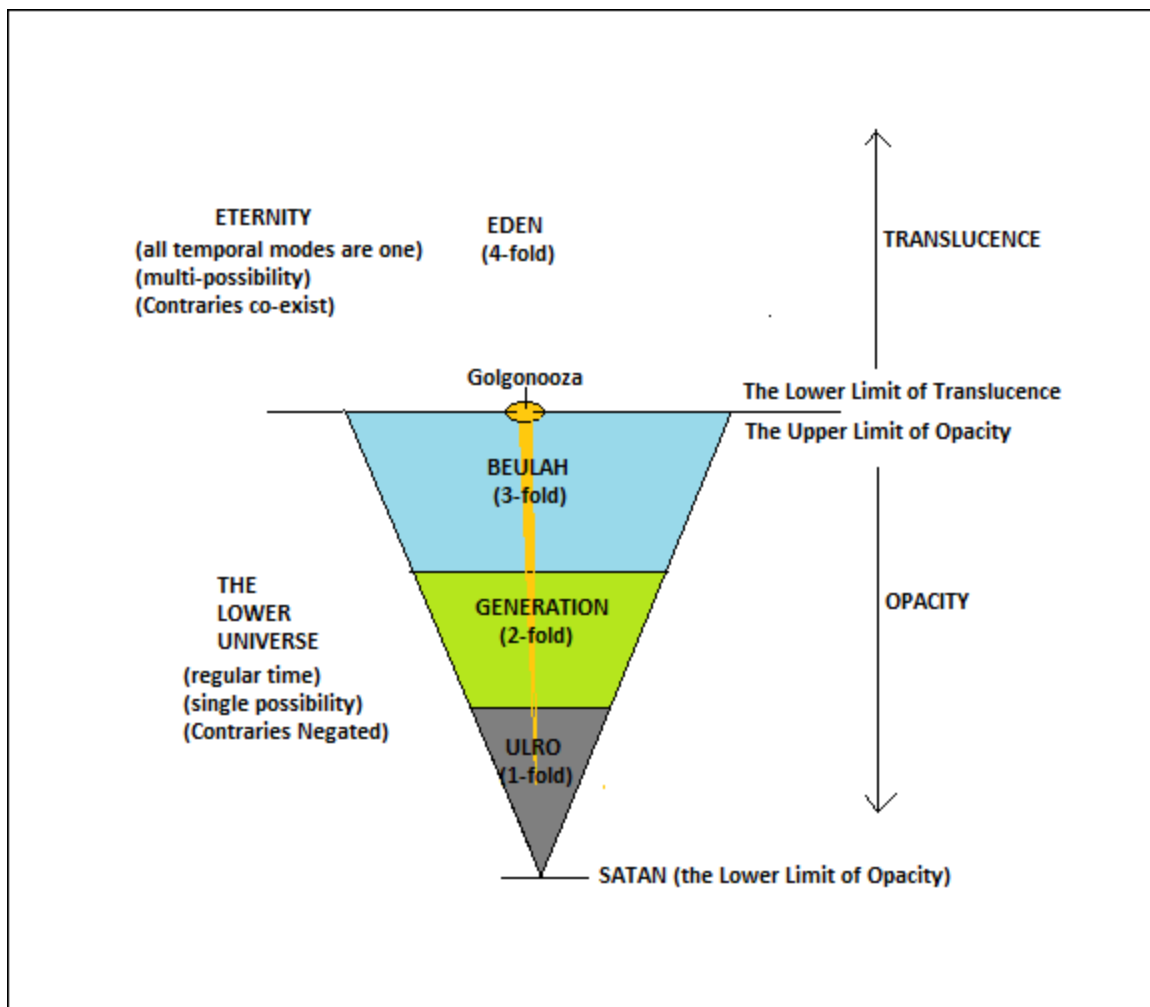 ETERNITY
(all temporal modes are one)
(multi-possibility)
(Contraries co-exist)
EDEN
(4-fold)
TRANSLUCENCE
Golgonooza
The Lower Limit of Translucence
The Upper Limit of Opacity
BEULAH
(3-fold)
THE
LOWER
UNIVERSE
(regular time)
(single possibility)
(Contraries Negated)
GENERATION
(2-fold)
OPACITY
ULRO
(1-fold)
SATAN (the Lower Limit of Opacity)